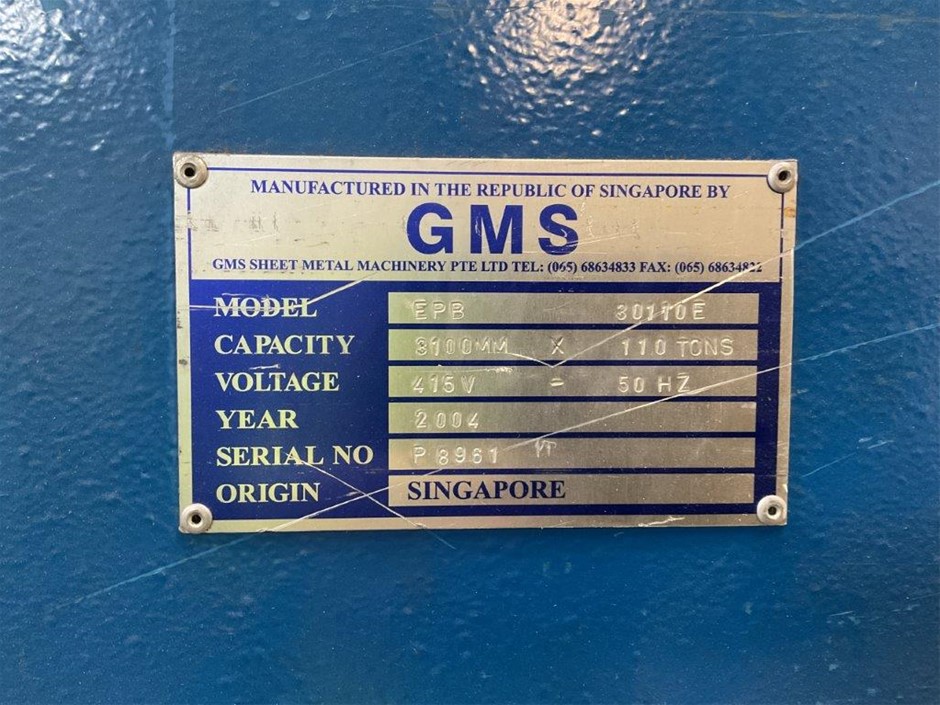 MANUFACTURED IN THE REPUBLIC OF SINGAPORE BY
GMS
GMS SHEET METAL MACHINERY PTE LTD TEL: (065) 68634833 FAX: (065) 68634822
MODEL EPB 30110E
CAPACITY 3100MM X 110 TONS
VOLTAGE 415V - 50 HZ
YEAR 2004
SERIAL NO P 8961
ORIGIN SINGAPORE